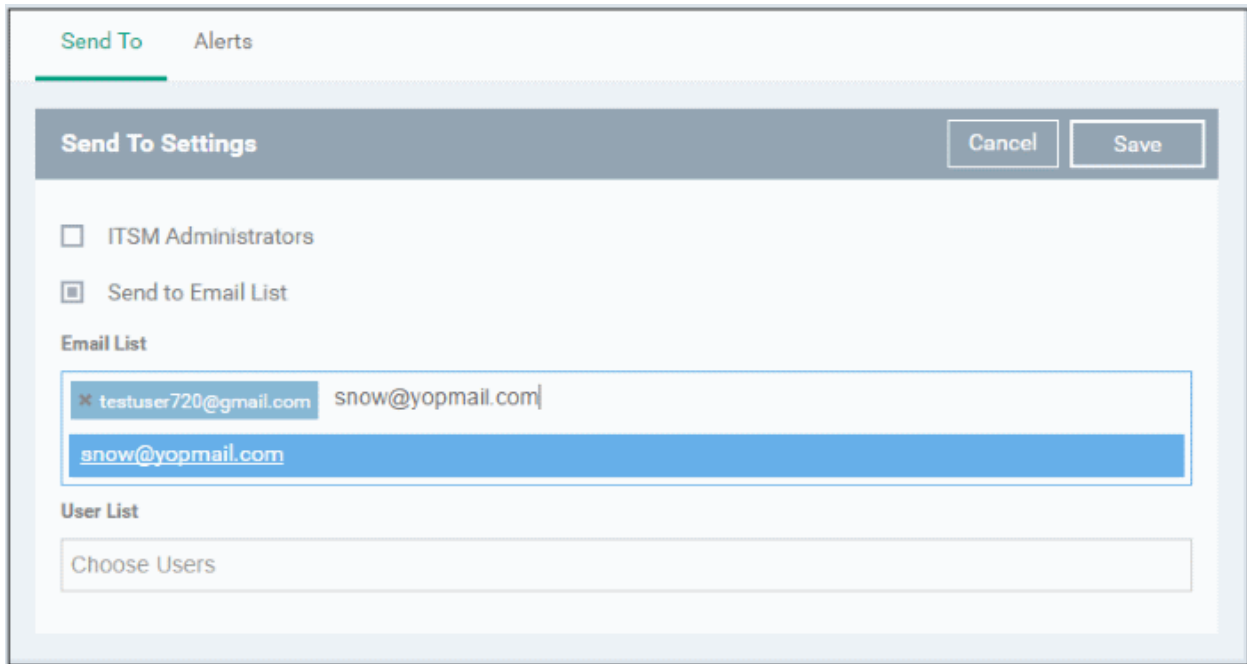 Send To Alerts
Send To Settings Cancel Save
ITSM Administrators
Send to Email List
Email List
× testuser720@gmail.com snow@yopmail.com
snow@yopmail.com
User List
Choose Users